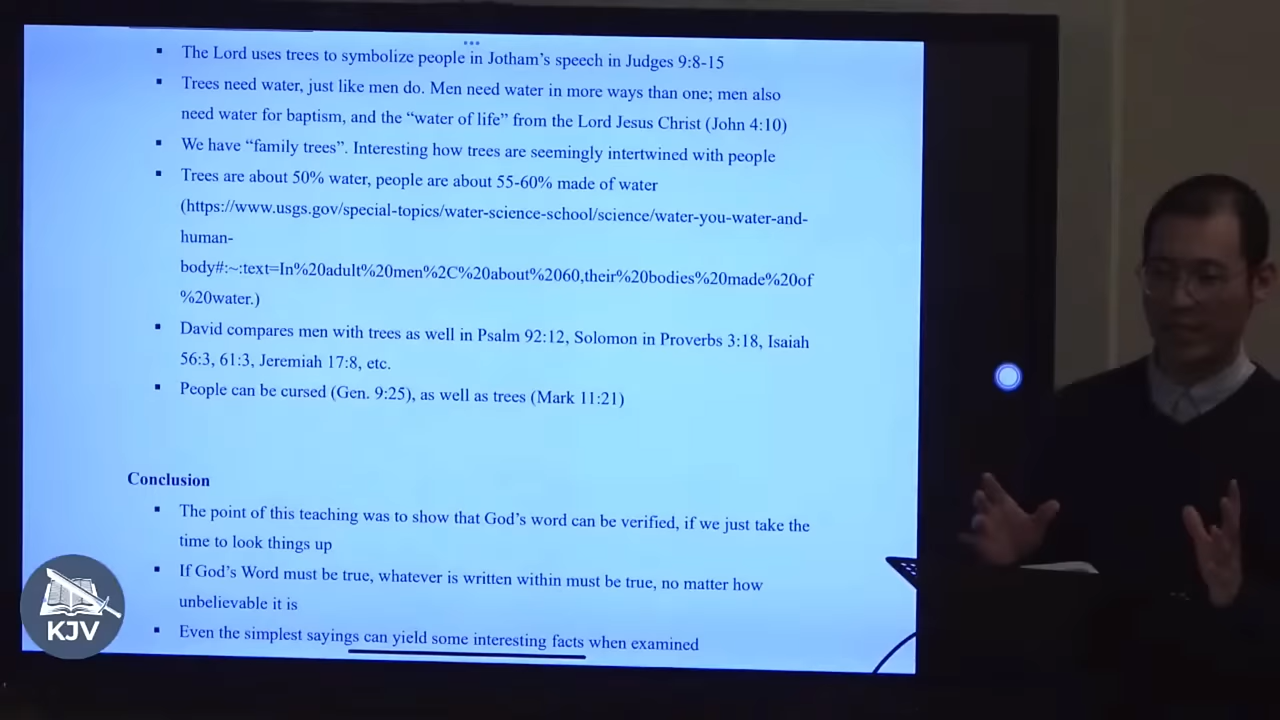 ▪ The Lord uses trees to symbolize people in Jotham's speech in Judges 9:8-15
▪ Trees need water, just like men do. Men need water in more ways than one; men also
need water for baptism, and the “water of life” from the Lord Jesus Christ (John 4:10)
▪ We have “family trees”. Interesting how trees are seemingly intertwined with people
▪ Trees are about 50% water, people are about 55-60% made of water
(https://www.usgs.gov/special-topics/water-science-school/science/water-you-water-and-
human-
body#:~:text=In%20adult%20men%2C%20about%2060,their%20bodies%20made%20of
%20water.)
▪ David compares men with trees as well in Psalm 92:12, Solomon in Proverbs 3:18, Isaiah
56:3, 61:3, Jeremiah 17:8, etc.
▪ People can be cursed (Gen. 9:25), as well as trees (Mark 11:21)
Conclusion
▪ The point of this teaching was to show that God's word can be verified, if we just take the
time to look things up
▪ If God's Word must be true, whatever is written within must be true, no matter how
unbelievable it is
▪ Even the simplest sayings can yield some interesting facts when examined
KJV